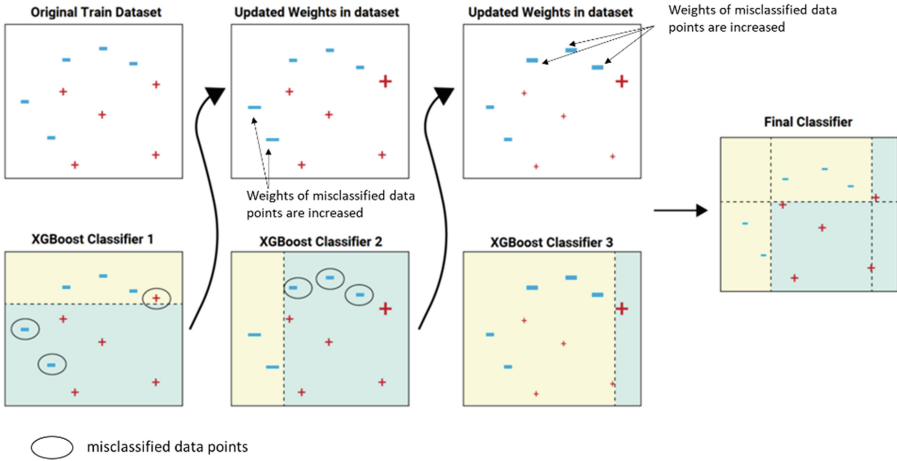 Original Train Dataset
Updated Weights in dataset
Updated Weights in dataset
Weights of misclassified data
points are increased
Weights of misclassified data
points are increased
Final Classifier
XGBoost Classifier 1
XGBoost Classifier 2
XGBoost Classifier 3
misclassified data points